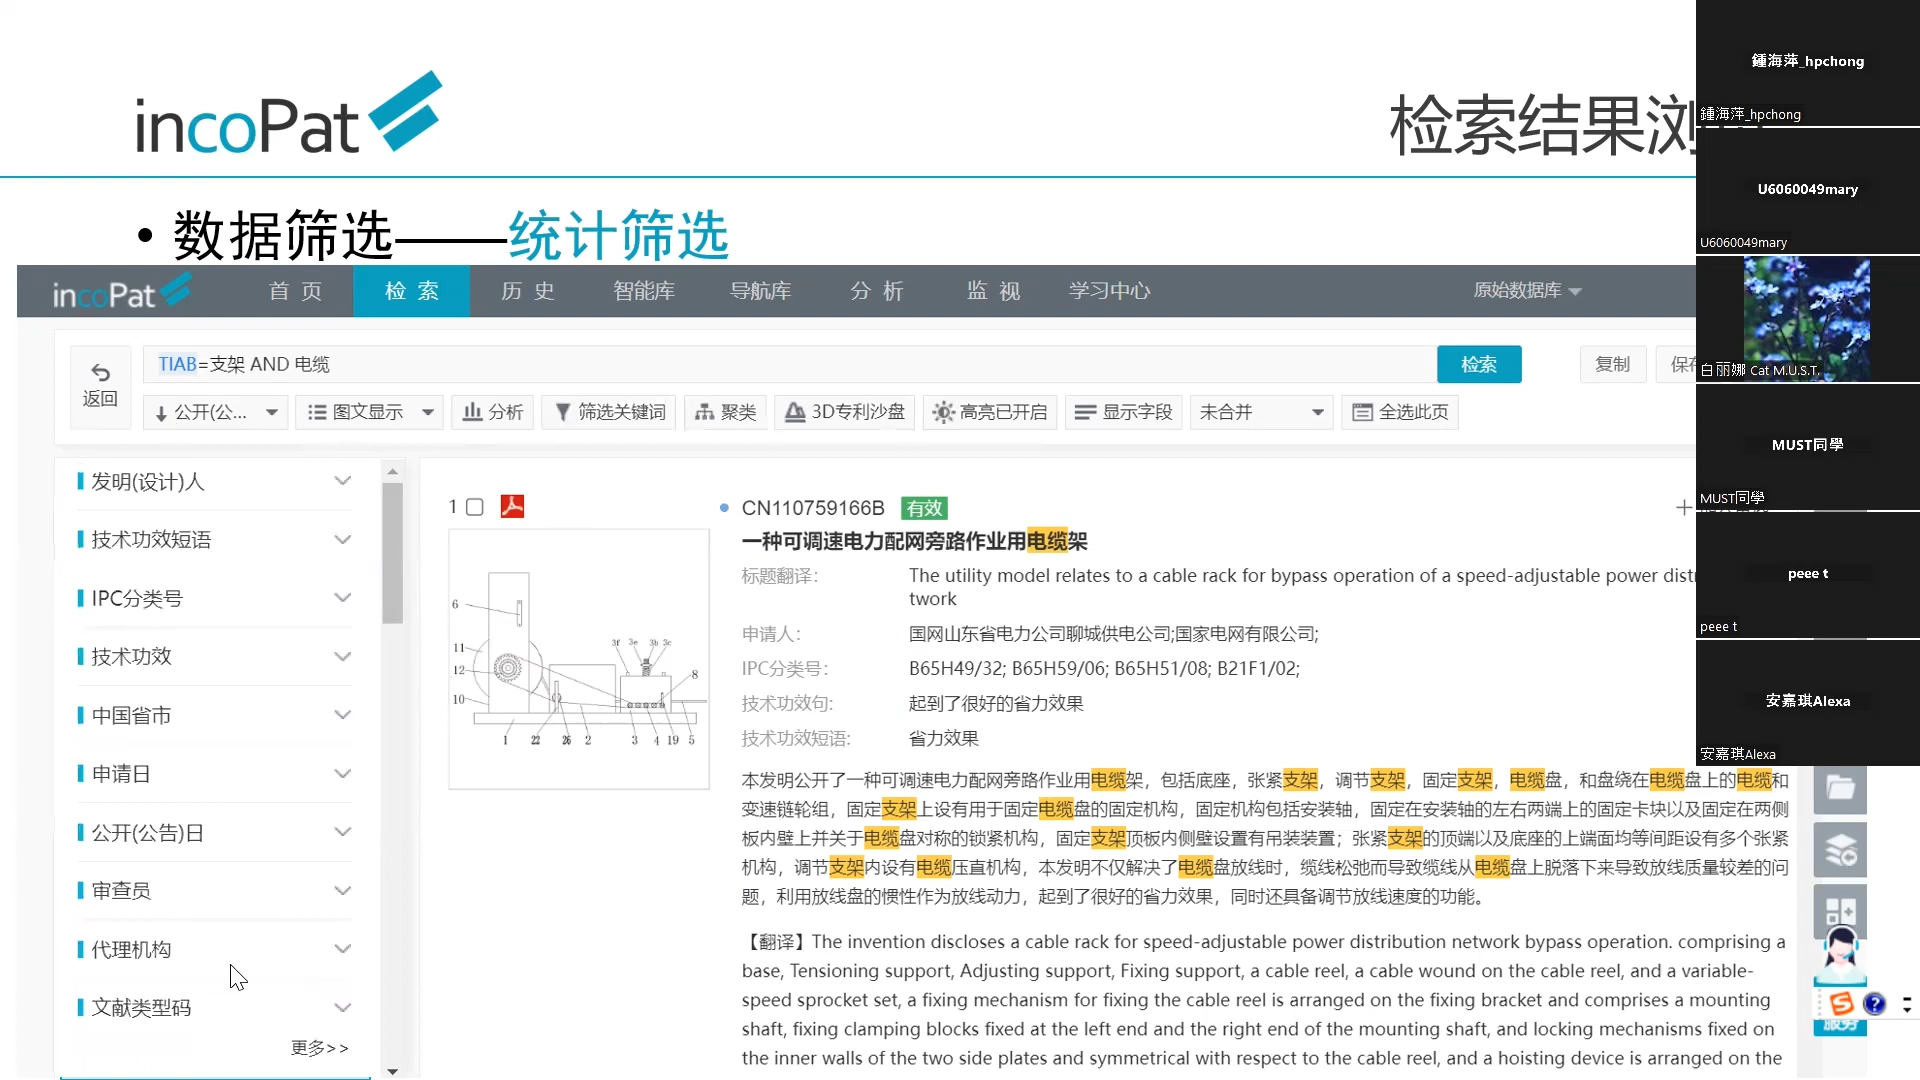 incoPat
检索结果浏
• 数据筛选——统计筛选
incoPat 首 页 检 索 历 史 智能库 导航库 分 析 监 视 学习中心 原始数据库
返回
TIAB=支架 AND 电缆
检索
复制
保存
公开(公... 图文显示 分析 筛选关键词 聚类 3D专利沙盘 高亮已开启 显示字段 未合并 全选此页
发明(设计)人
技术功效短语
IPC分类号
技术功效
中国省市
申请日
公开(公告)日
审查员
代理机构
文献类型码
更多>>
1
6
11
12
10
3f 3e 3b 3c
8
1 22 26 2 3 4 19 5
CN110759166B 有效
一种可调速电力配网旁路作业用电缆架
标题翻译: The utility model relates to a cable rack for bypass operation of a speed-adjustable power distr
twork
申请人: 国网山东省电力公司聊城供电公司;国家电网有限公司;
IPC分类号: B65H49/32; B65H59/06; B65H51/08; B21F1/02;
技术功效句: 起到了很好的省力效果
技术功效短语: 省力效果
本发明公开了一种可调速电力配网旁路作业用电缆架，包括底座，张紧支架，调节支架，固定支架，电缆盘，和盘绕在电缆盘上的电缆和
变速链轮组，固定支架上设有用于固定电缆盘的固定机构，固定机构包括安装轴，固定在安装轴的左右两端上的固定卡块以及固定在两侧
板内壁上并关于电缆盘对称的锁紧机构，固定支架顶板内侧壁设置有吊装装置；张紧支架的顶端以及底座的上端面均等间距设有多个张紧
机构，调节支架内设有电缆压直机构，本发明不仅解决了电缆盘放线时，缆线松弛而导致缆线从电缆盘上脱落下来导致放线质量较差的问
题，利用放线盘的惯性作为放线动力，起到了很好的省力效果，同时还具备调节放线速度的功能。
【翻译】The invention discloses a cable rack for speed-adjustable power distribution network bypass operation. comprising a
base, Tensioning support, Adjusting support, Fixing support, a cable reel, a cable wound on the cable reel, and a variable-
speed sprocket set, a fixing mechanism for fixing the cable reel is arranged on the fixing bracket and comprises a mounting
shaft, fixing clamping blocks fixed at the left end and the right end of the mounting shaft, and locking mechanisms fixed on
the inner walls of the two side plates and symmetrical with respect to the cable reel, and a hoisting device is arranged on the
鍾海萍_hpchong
鍾海萍_hpchong
U6060049mary
U6060049mary
白丽娜 Cat M.U.S.T.
MUST同學
MUST同學
peee t
peee t
安嘉琪Alexa
安嘉琪Alexa